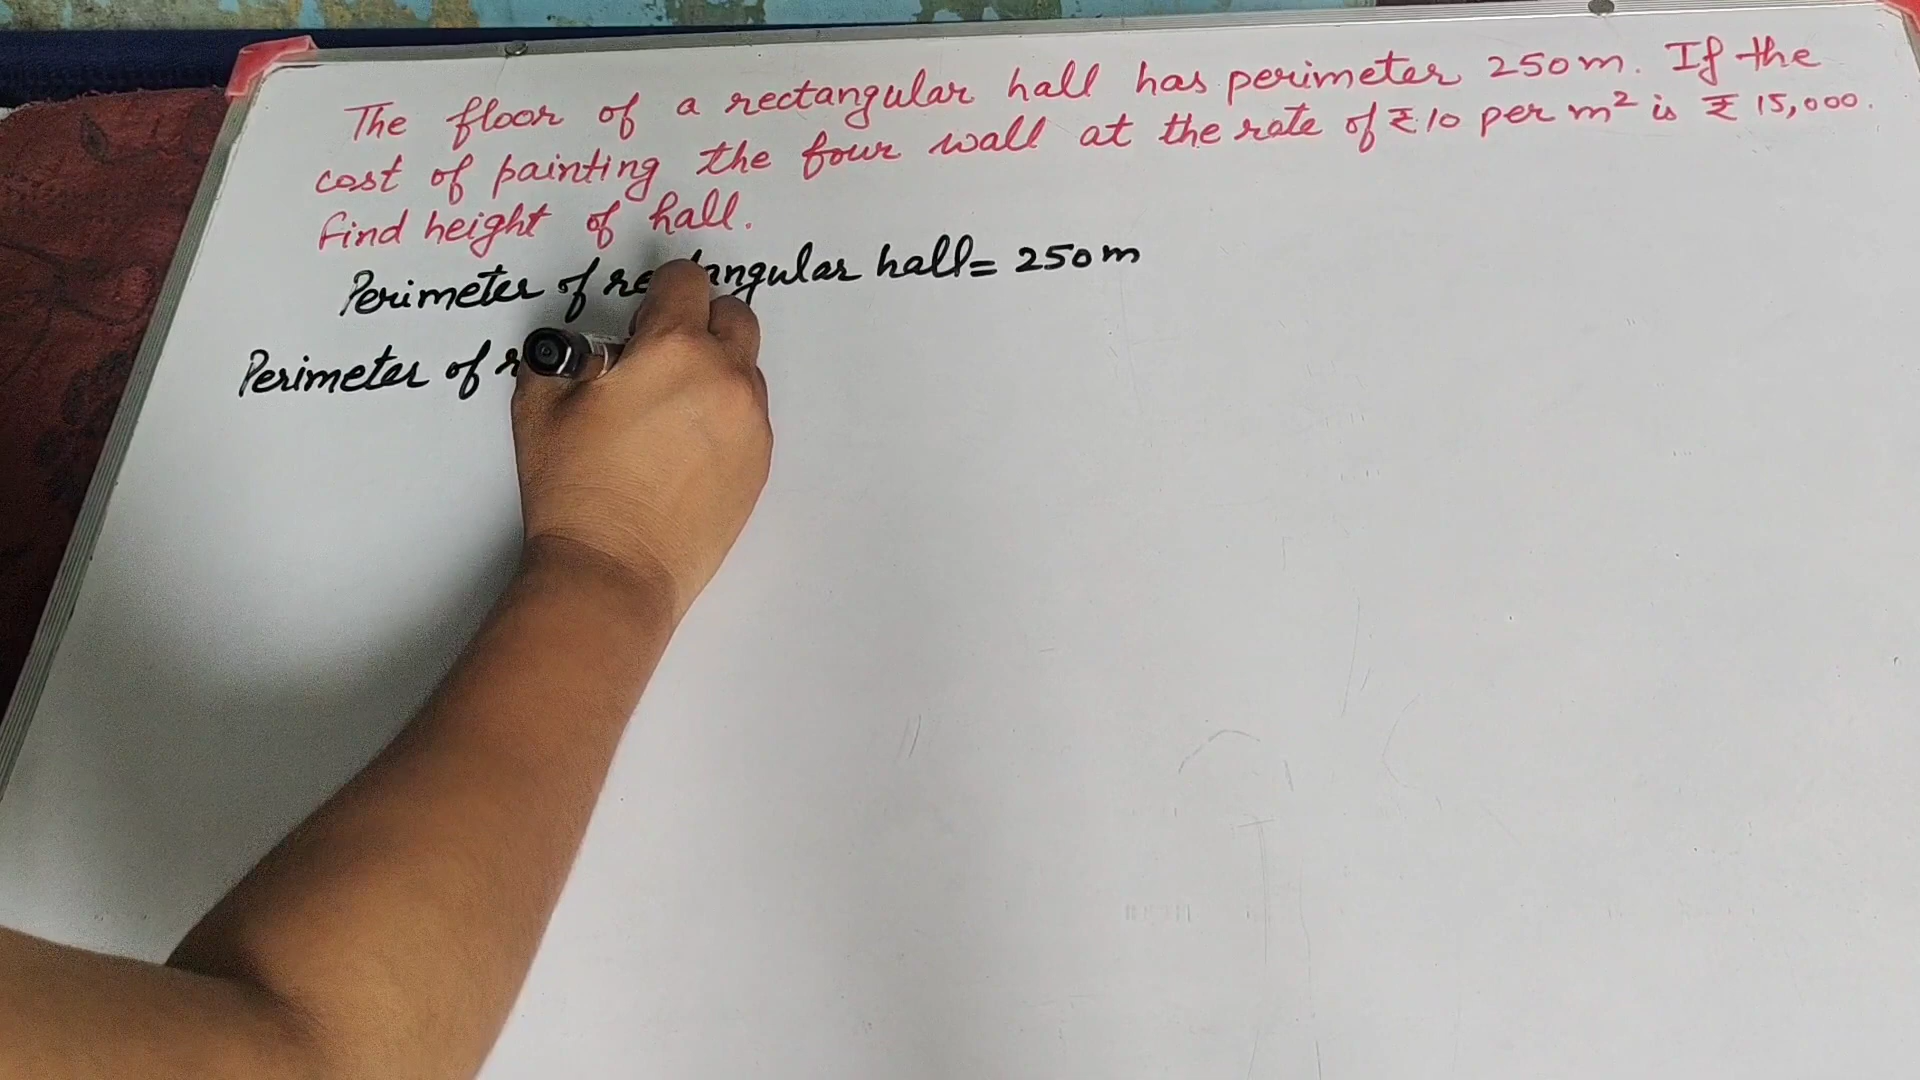 The floor of a rectangular hall has perimeter 250m. If the
cost of painting the four wall at the rate of ₹10 per m² is ₹ 15,000.
find height of hall.
Perimeter of rectangular hall = 250m
Perimeter of